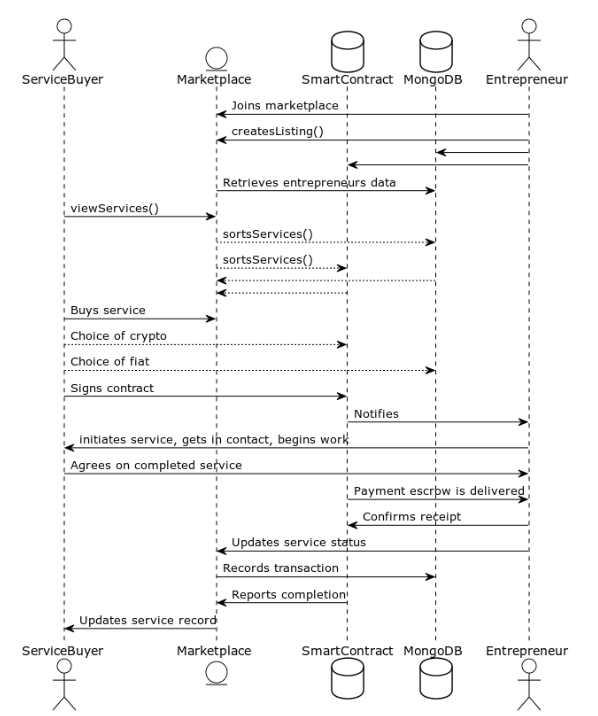 ServiceBuyer Marketplace SmartContract MongoDB Entrepreneur
Joins marketplace
createsListing()
Retrieves entrepreneurs data
viewServices()
sortsServices()
sortsServices()
Buys service
Choice of crypto
Choice of fiat
Signs contract
Notifies
initiates service, gets in contact, begins work
Agrees on completed service
Payment escrow is delivered
Confirms receipt
Updates service status
Records transaction
Reports completion
Updates service record
ServiceBuyer Marketplace SmartContract MongoDB Entrepreneur